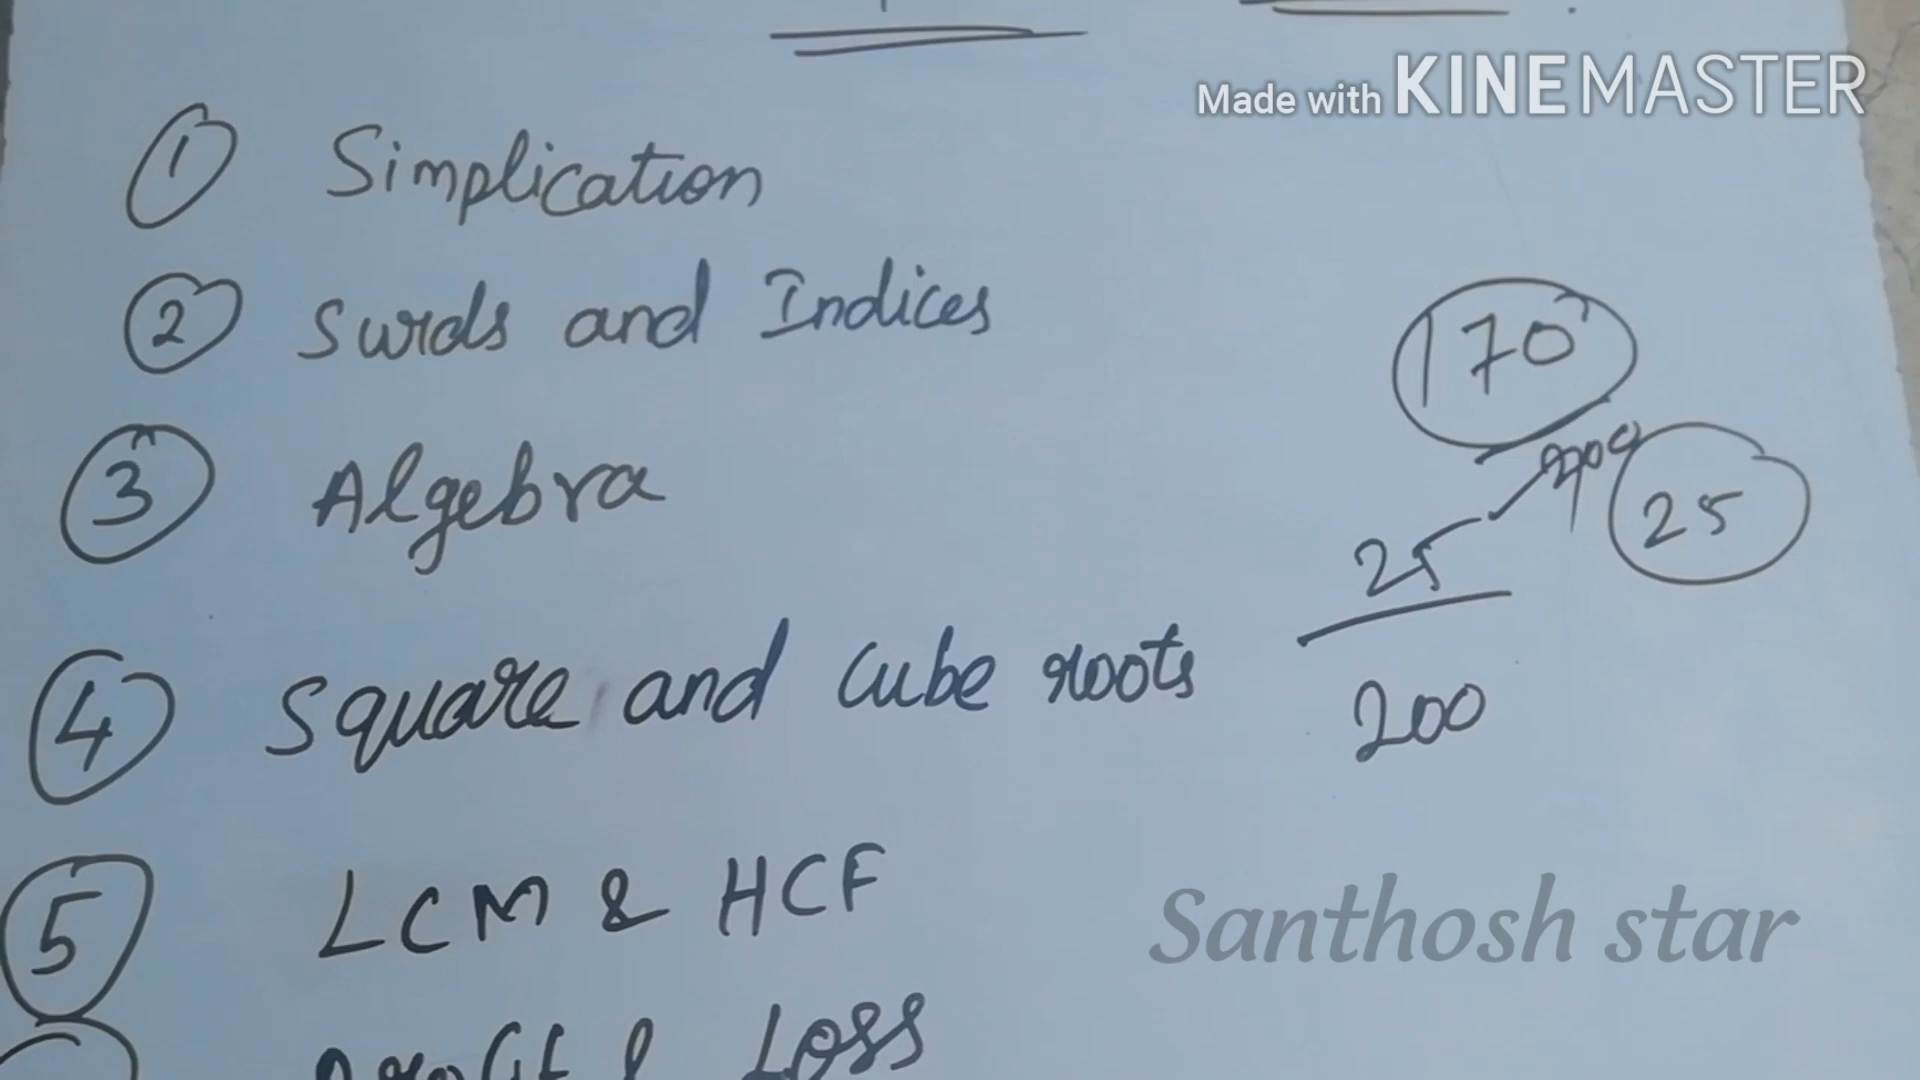 Made with KINEMASTER
1 Simplication
2 Surds and Indices
170
3 Algebra
25
25
4 Square and Cube roots
200
5 LCM & HCF
Santhosh star
Profit & Loss